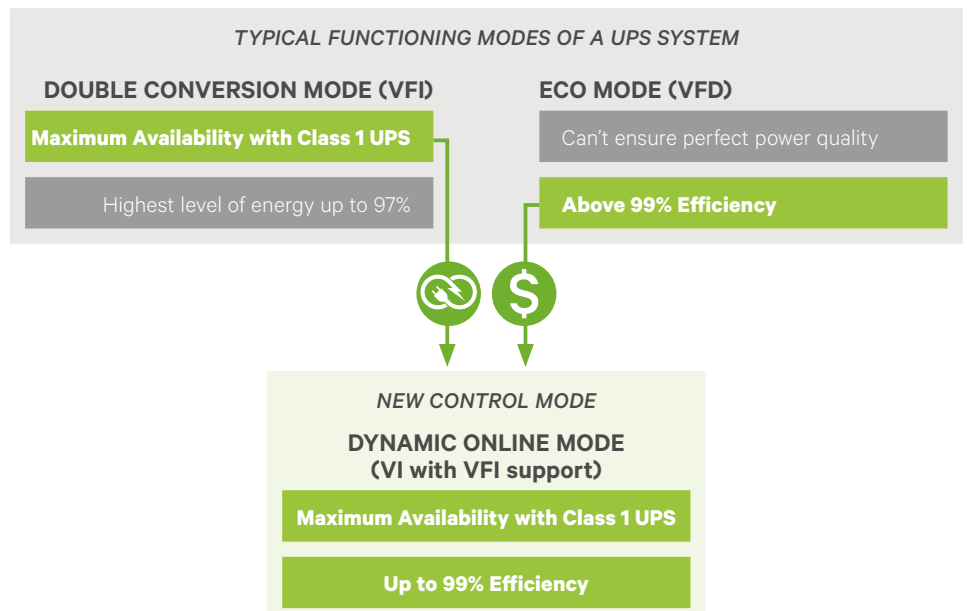 TYPICAL FUNCTIONING MODES OF A UPS SYSTEM
DOUBLE CONVERSION MODE (VFI)
Maximum Availability with Class 1 UPS
Highest level of energy up to 97%
ECO MODE (VFD)
Can't ensure perfect power quality
Above 99% Efficiency
$
NEW CONTROL MODE
DYNAMIC ONLINE MODE
(VI with VFI support)
Maximum Availability with Class 1 UPS
Up to 99% Efficiency